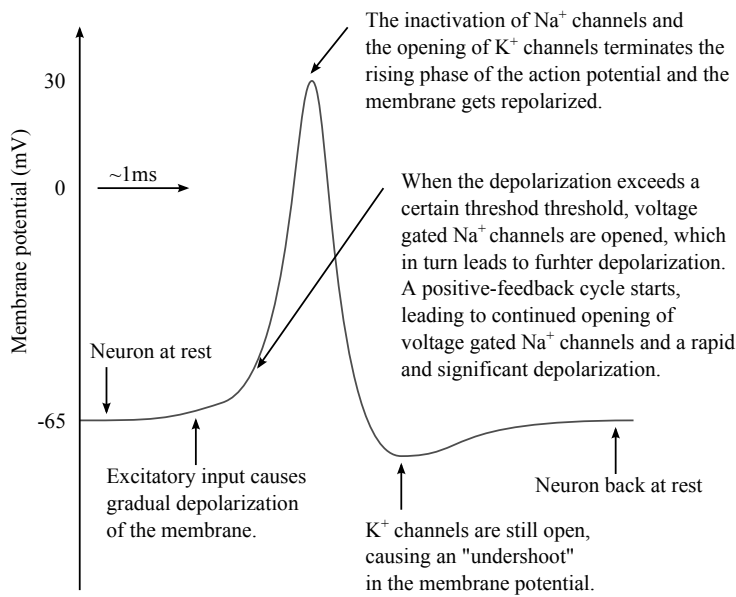 The inactivation of Na⁺ channels and
the opening of K⁺ channels terminates the
rising phase of the action potential and the
membrane gets repolarized.
30
Membrane potential (mV)
~1ms
0
When the depolarization exceeds a
certain threshod threshold, voltage
gated Na⁺ channels are opened, which
in turn leads to furhter depolarization.
A positive-feedback cycle starts,
leading to continued opening of
voltage gated Na⁺ channels and a rapid
and significant depolarization.
Neuron at rest
-65
Excitatory input causes
gradual depolarization
of the membrane.
Neuron back at rest
K⁺ channels are still open,
causing an "undershoot"
in the membrane potential.